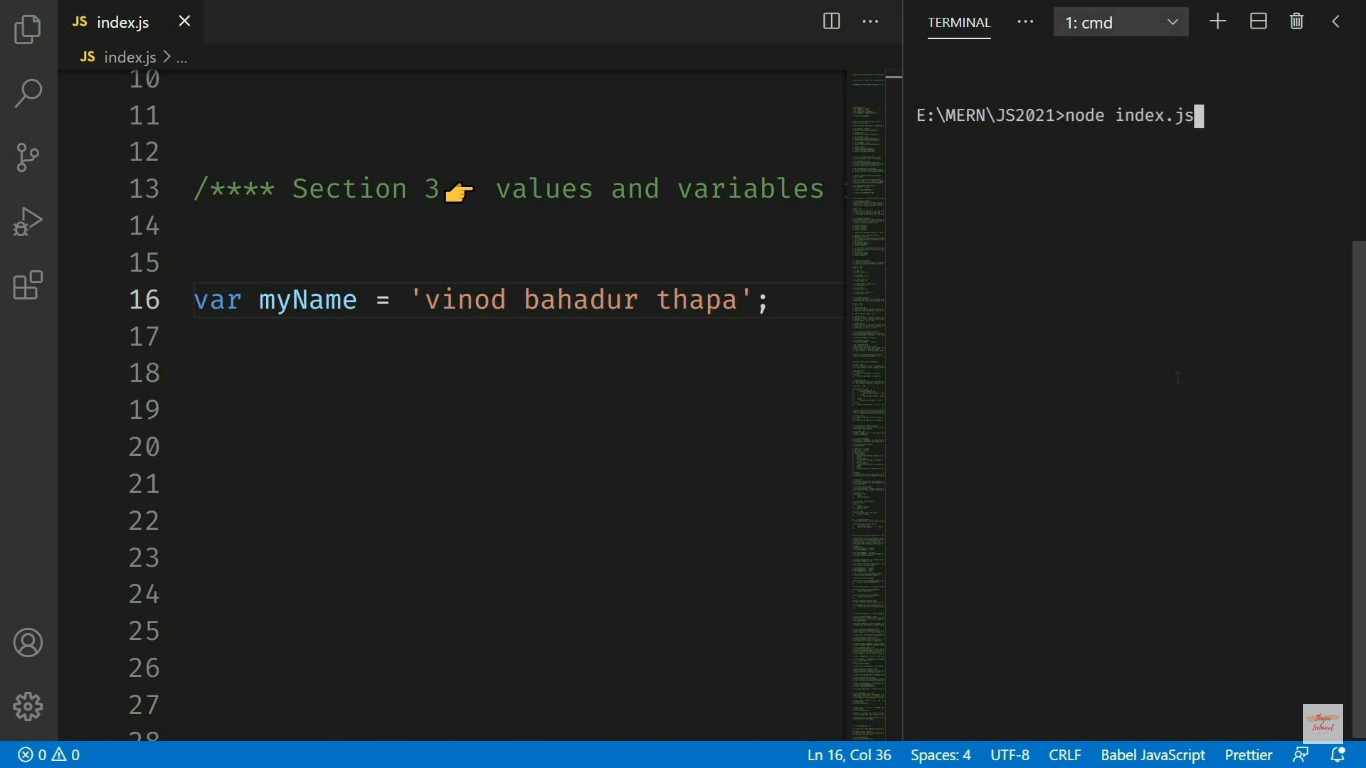 JS index.js
TERMINAL
1: cmd
JS index.js > ...
10
11
12
13 /**** Section 3👉 values and variables
14
15
16 var myName = 'vinod bahadur thapa';
17
18
19
20
21
22
23
24
25
26
27
28
E:\MERN\JS2021>node index.js
Thapa
Technical
0 0
Ln 16, Col 36
Spaces: 4
UTF-8
CRLF
Babel JavaScript
Prettier